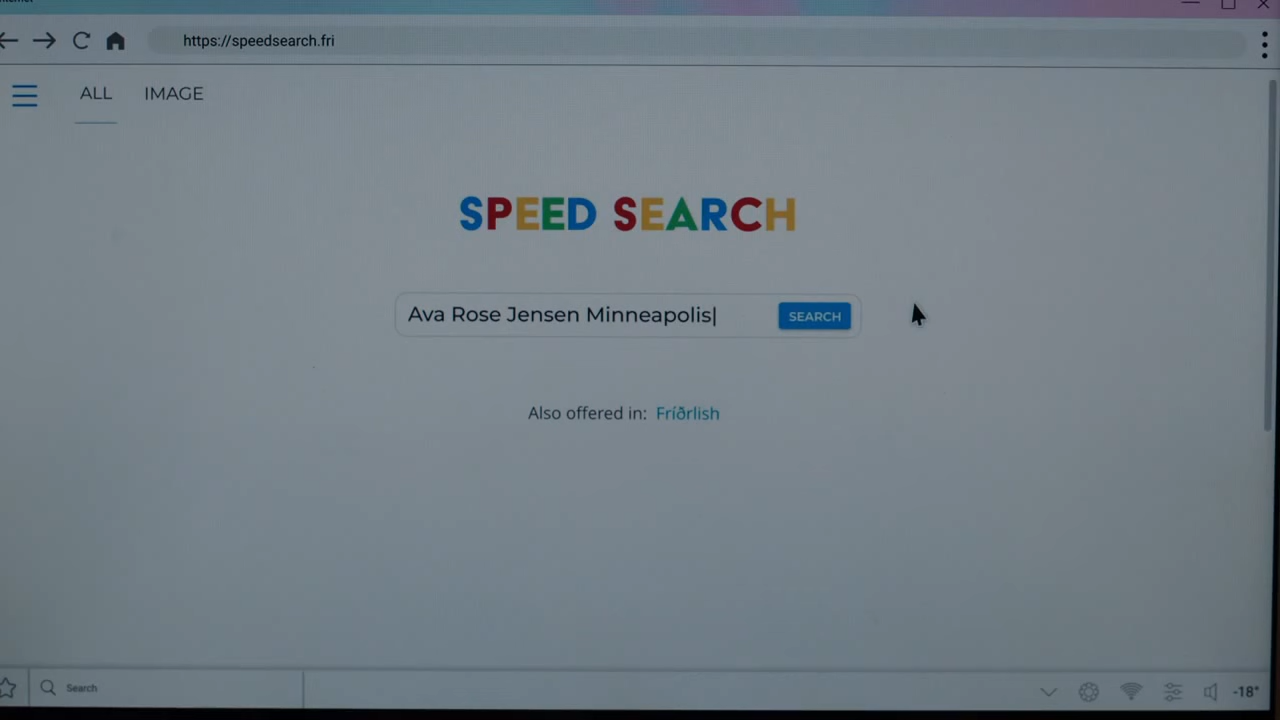 https://speedsearch.fri
ALL IMAGE
SPEED SEARCH
Ava Rose Jensen Minneapolis
SEARCH
Also offered in: Fríðrlish
Search
-18°